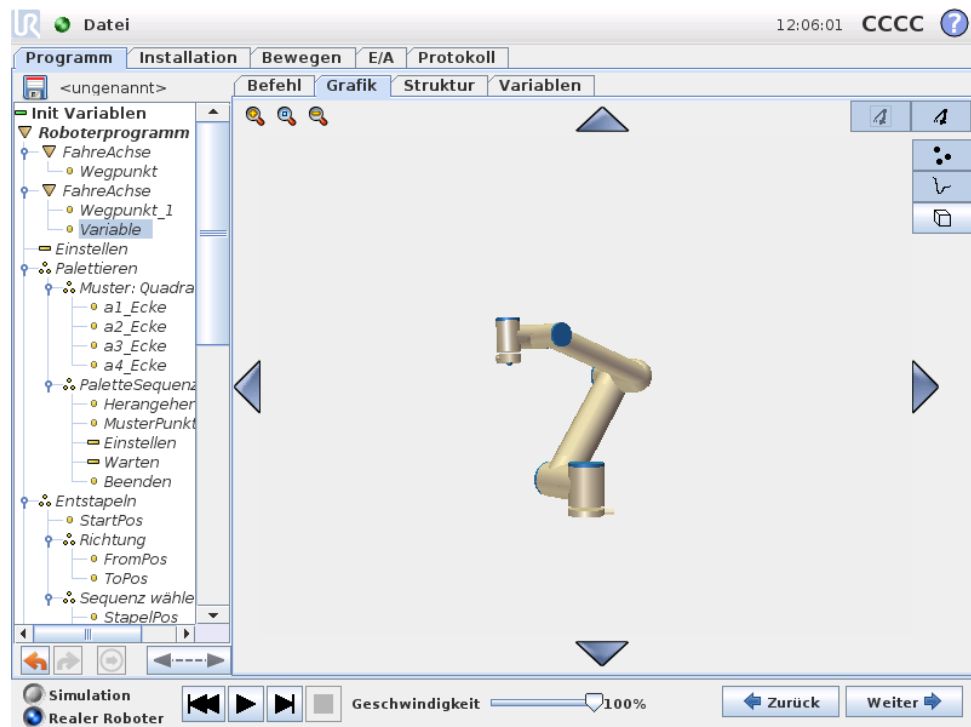 UR Datei 12:06:01 CCCC ?
Programm Installation Bewegen E/A Protokoll
<ungenannt> Befehl Grafik Struktur Variablen
Init Variablen
Roboterprogramm
FahreAchse
Wegpunkt
FahreAchse
Wegpunkt_1
Variable
Einstellen
Palettieren
Muster: Quadra
a1_Ecke
a2_Ecke
a3_Ecke
a4_Ecke
PaletteSequenz
Herangeher
MusterPunkt
Einstellen
Warten
Beenden
Entstapeln
StartPos
Richtung
FromPos
ToPos
Sequenz wähle
StapelPos
Simulation
Realer Roboter
Geschwindigkeit 100% Zurück Weiter